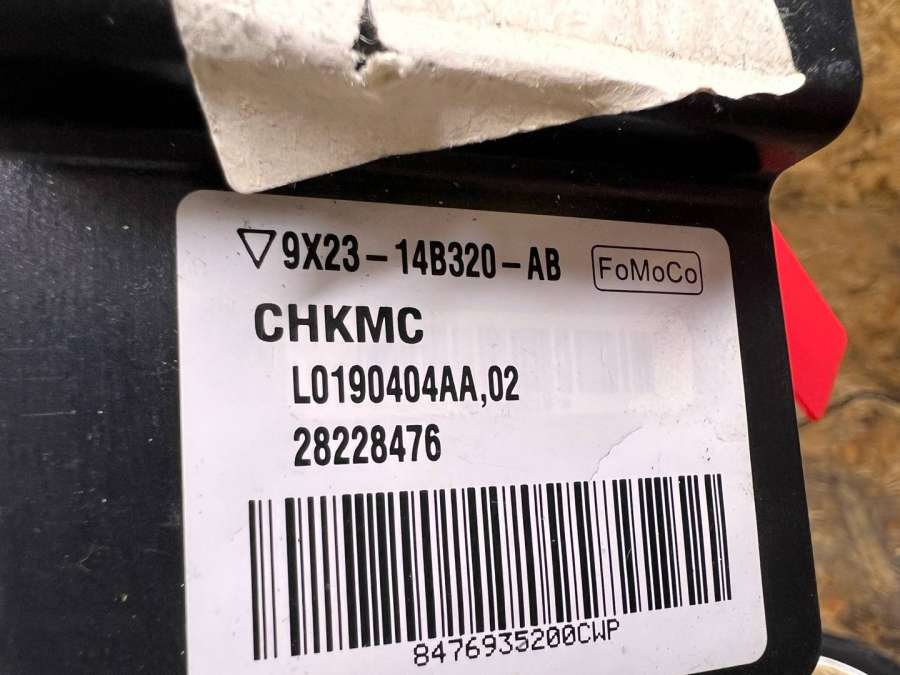 ▽9X23-14B320-AB FoMoCo
CHKMC
L0190404AA,02
28228476
8476935200CWP